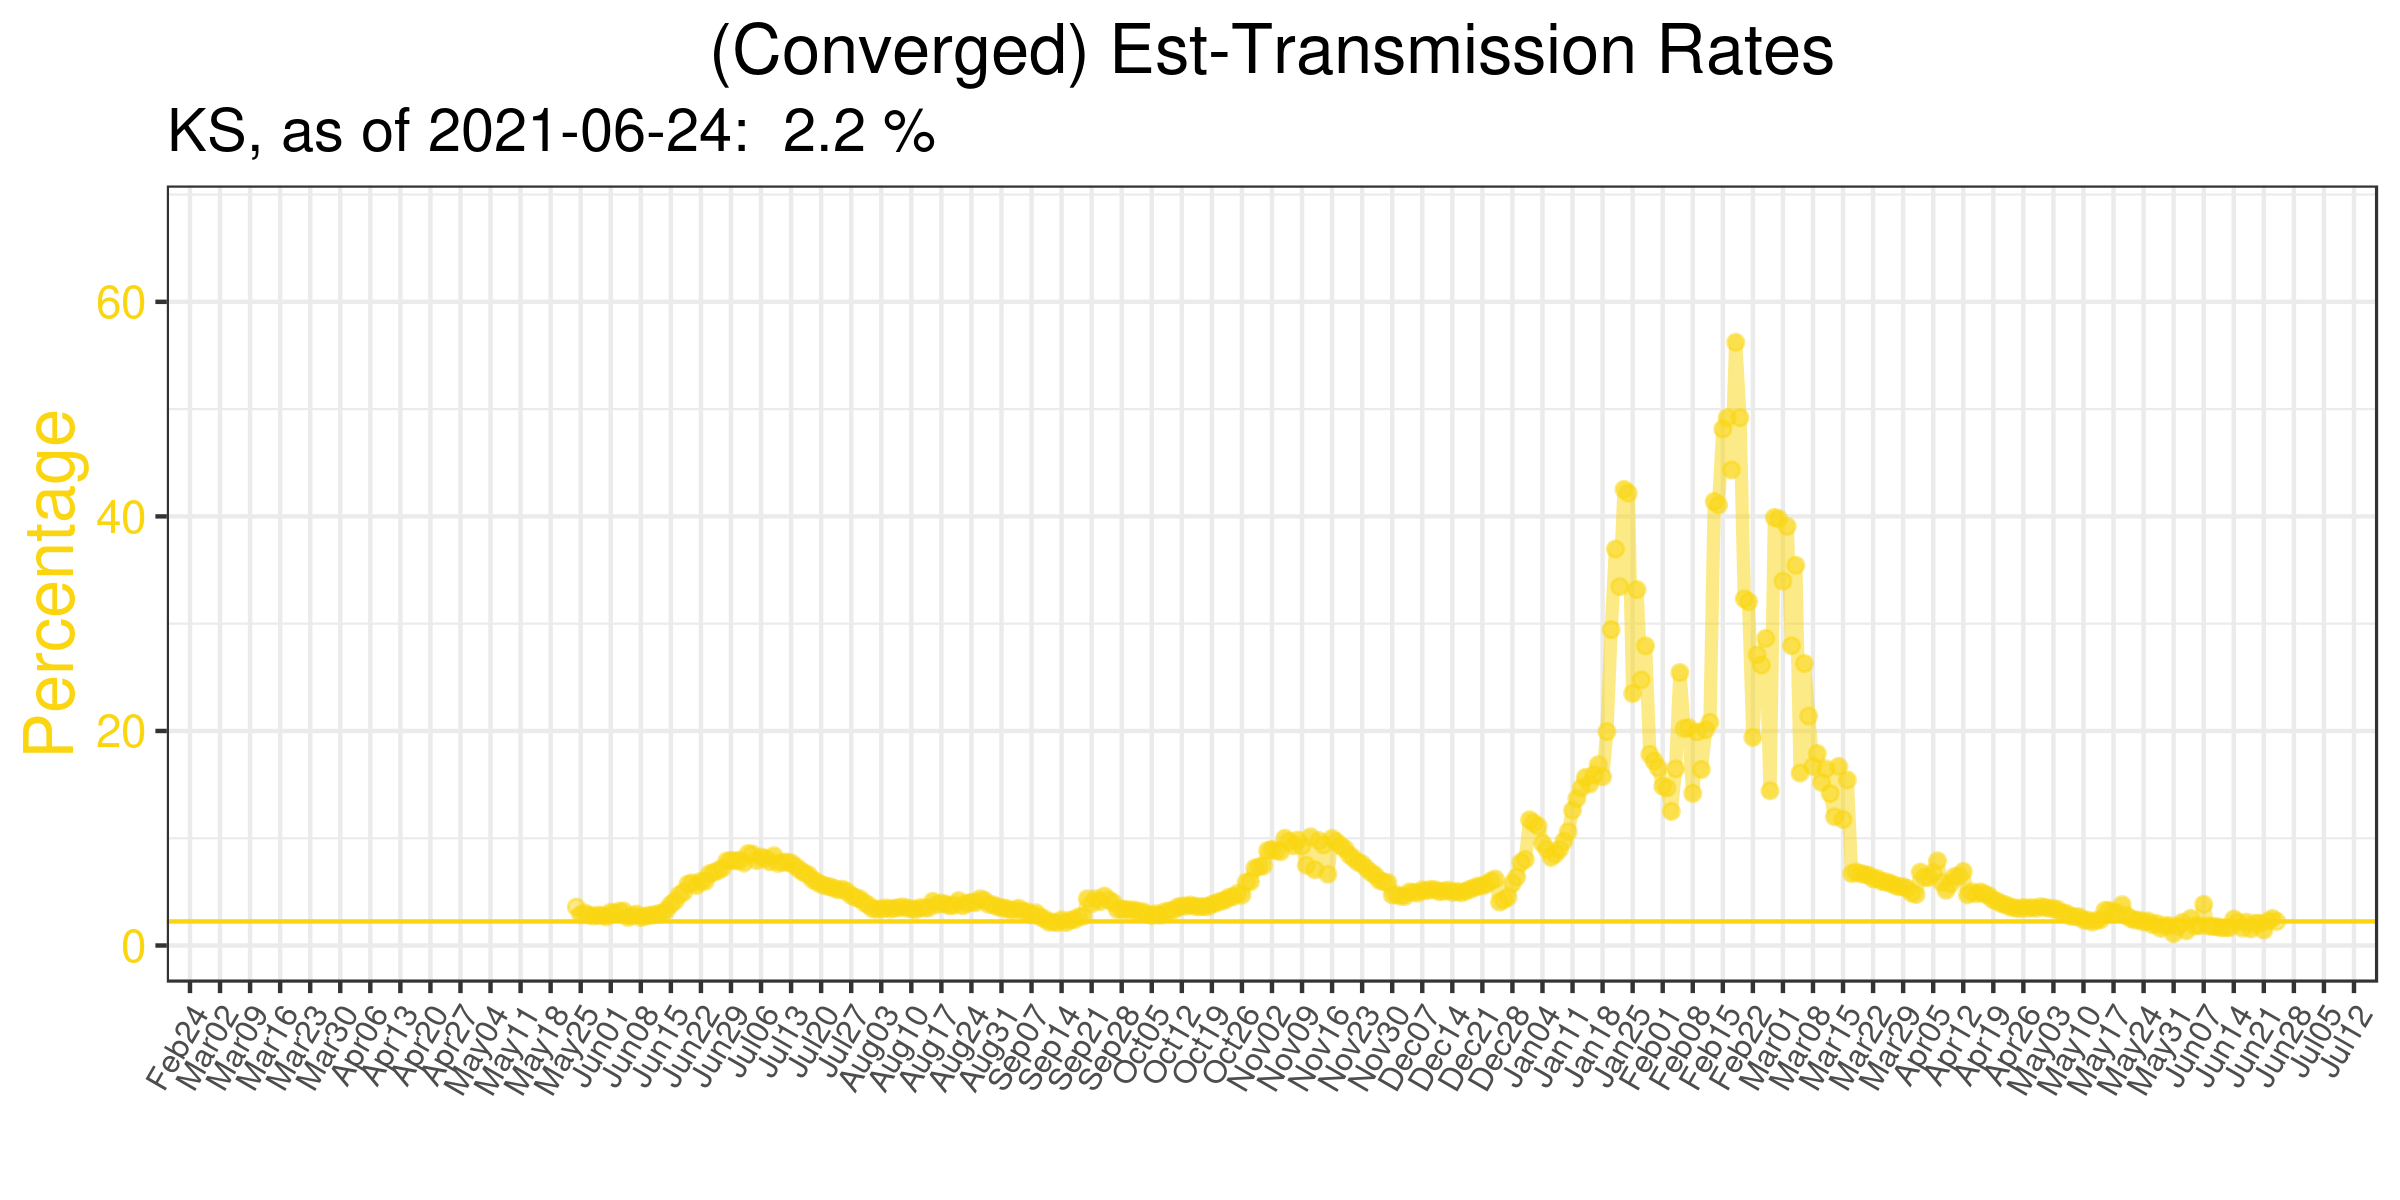 (Converged) Est-Transmission Rates
KS, as of 2021-06-24:  2.2 %
Percentage
60
40
20
0
Feb24
Mar02
Mar09
Mar16
Mar23
Mar30
Apr06
Apr13
Apr20
Apr27
May04
May11
May18
May25
Jun01
Jun08
Jun15
Jun22
Jun29
Jul06
Jul13
Jul20
Jul27
Aug03
Aug10
Aug17
Aug24
Aug31
Sep07
Sep14
Sep21
Sep28
Oct05
Oct12
Oct19
Oct26
Nov02
Nov09
Nov16
Nov23
Nov30
Dec07
Dec14
Dec21
Dec28
Jan04
Jan11
Jan18
Jan25
Feb01
Feb08
Feb15
Feb22
Mar01
Mar08
Mar15
Mar22
Mar29
Apr05
Apr12
Apr19
Apr26
May03
May10
May17
May24
May31
Jun07
Jun14
Jun21
Jun28
Jul05
Jul12